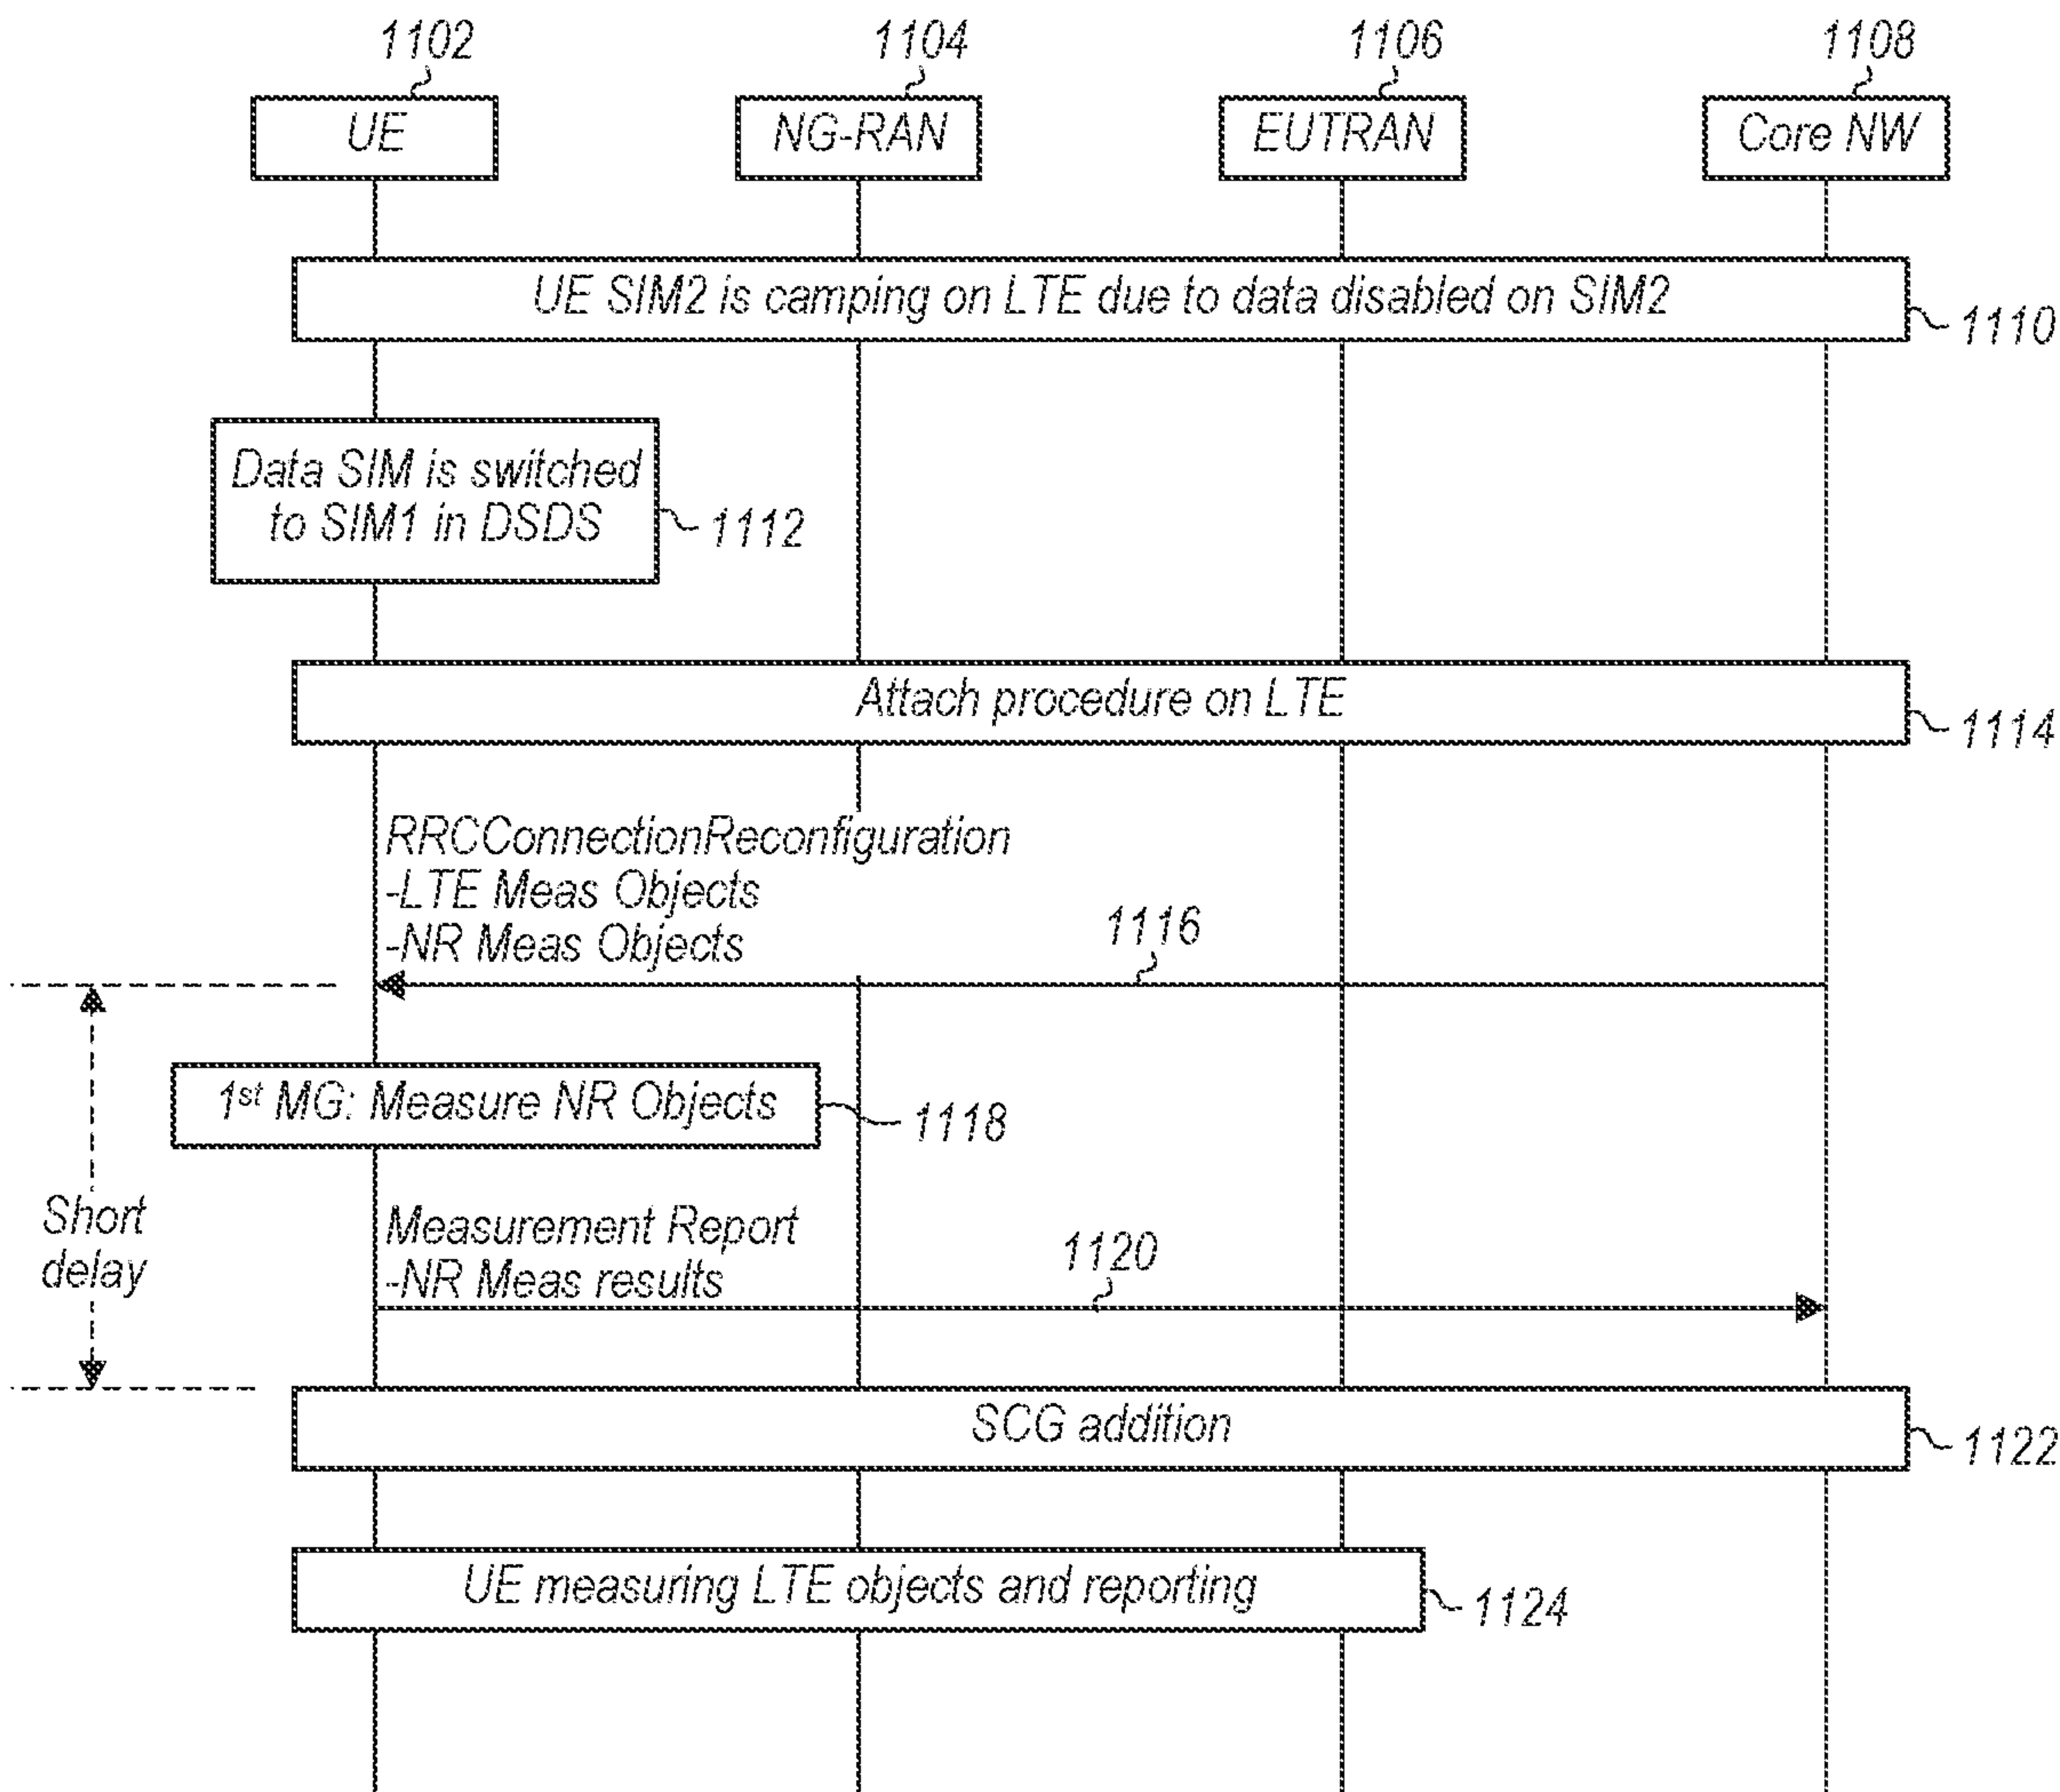 1102
1104
1106
1108
UE
NG-RAN
EUTRAN
Core NW
UE SIM2 is camping on LTE due to data disabled on SIM2
1110
Data SIM is switched
to SIM1 in DSDS
1112
Attach procedure on LTE
1114
RRCConnectionReconfiguration
-LTE Meas Objects
-NR Meas Objects
1116
1st MG: Measure NR Objects
1118
Short
delay
Measurement Report
-NR Meas results
1120
SCG addition
1122
UE measuring LTE objects and reporting
1124